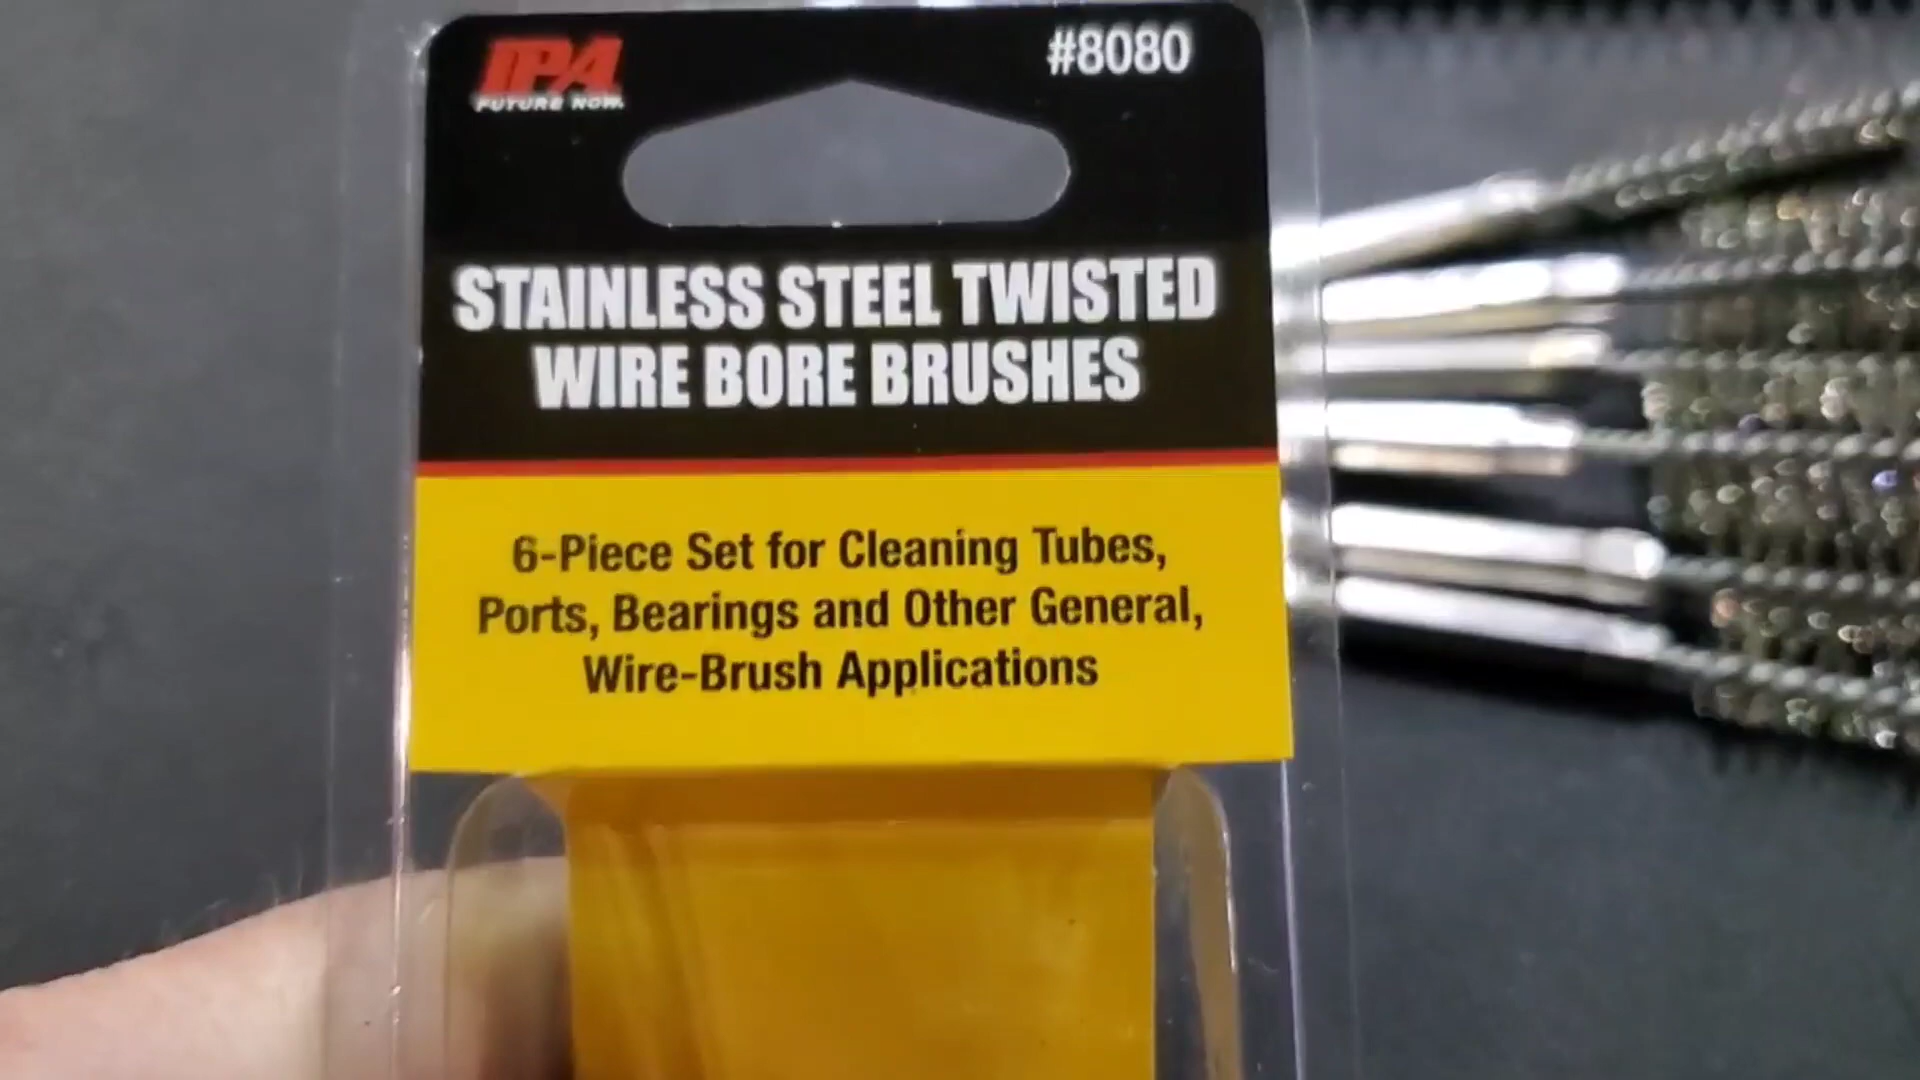 IPA
FUTURE NOW.
#8080
STAINLESS STEEL TWISTED
WIRE BORE BRUSHES
6-Piece Set for Cleaning Tubes,
Ports, Bearings and Other General,
Wire-Brush Applications